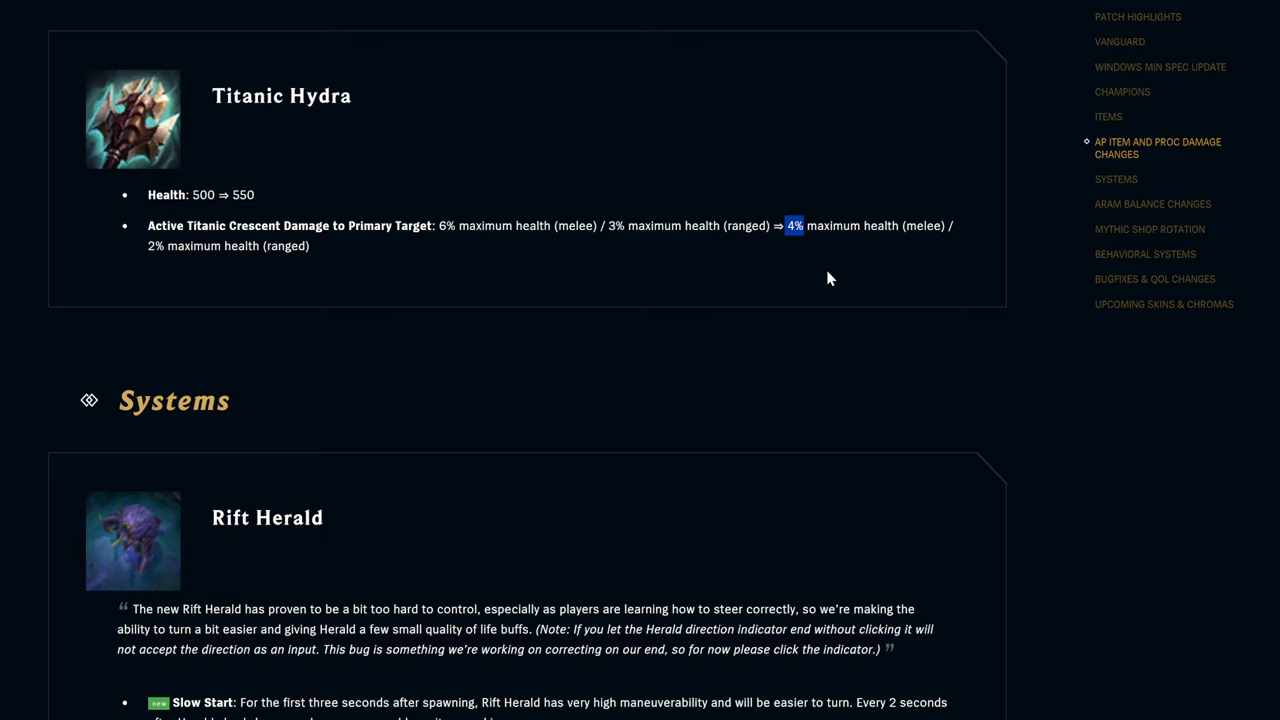 PATCH HIGHLIGHTS
VANGUARD
WINDOWS MIN SPEC UPDATE
CHAMPIONS
ITEMS
AP ITEM AND PROC DAMAGE
CHANGES
SYSTEMS
ARAM BALANCE CHANGES
MYTHIC SHOP ROTATION
BEHAVIORAL SYSTEMS
BUGFIXES & QOL CHANGES
UPCOMING SKINS & CHROMAS
Titanic Hydra
• Health: 500 ⇒ 550
• Active Titanic Crescent Damage to Primary Target: 6% maximum health (melee) / 3% maximum health (ranged) ⇒ 4% maximum health (melee) /
2% maximum health (ranged)
Systems
Rift Herald
“ The new Rift Herald has proven to be a bit too hard to control, especially as players are learning how to steer correctly, so we’re making the
ability to turn a bit easier and giving Herald a few small quality of life buffs. (Note: If you let the Herald direction indicator end without clicking it will
not accept the direction as an input. This bug is something we’re working on correcting on our end, so for now please click the indicator.) ”
• new Slow Start: For the first three seconds after spawning, Rift Herald has very high maneuverability and will be easier to turn. Every 2 seconds